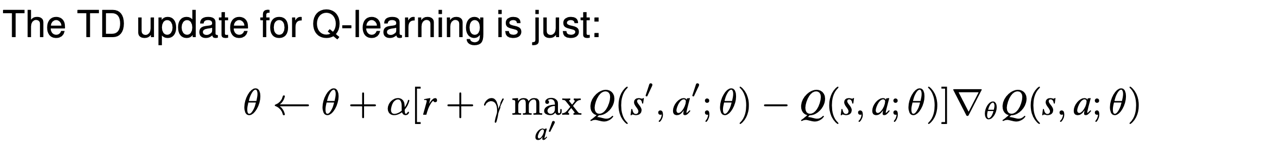 The TD update for Q-learning is just:
θ ← θ + α[r + γ max_{a′} Q(s′, a′; θ) − Q(s, a; θ)]∇_θ Q(s, a; θ)